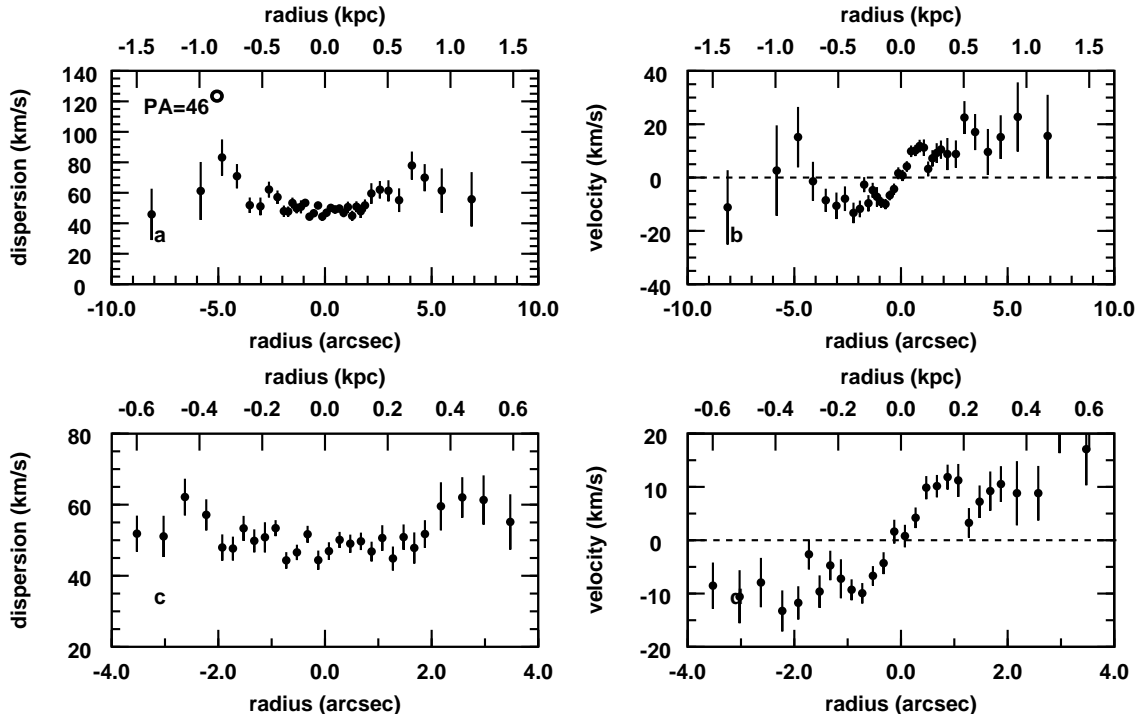 radius (kpc)
-1.5 -1.0 -0.5 0.0 0.5 1.0 1.5
140
120
100
80
60
40
20
0
dispersion (km/s)
PA=46
a
-10.0 -5.0 0.0 5.0 10.0
radius (arcsec)
radius (kpc)
-1.5 -1.0 -0.5 0.0 0.5 1.0 1.5
40
20
0
-20
-40
velocity (km/s)
b
-10.0 -5.0 0.0 5.0 10.0
radius (arcsec)
radius (kpc)
-0.6 -0.4 -0.2 0.0 0.2 0.4 0.6
80
60
40
20
dispersion (km/s)
c
-4.0 -2.0 0.0 2.0 4.0
radius (arcsec)
radius (kpc)
-0.6 -0.4 -0.2 0.0 0.2 0.4 0.6
20
10
0
-10
-20
velocity (km/s)
d
-4.0 -2.0 0.0 2.0 4.0
radius (arcsec)